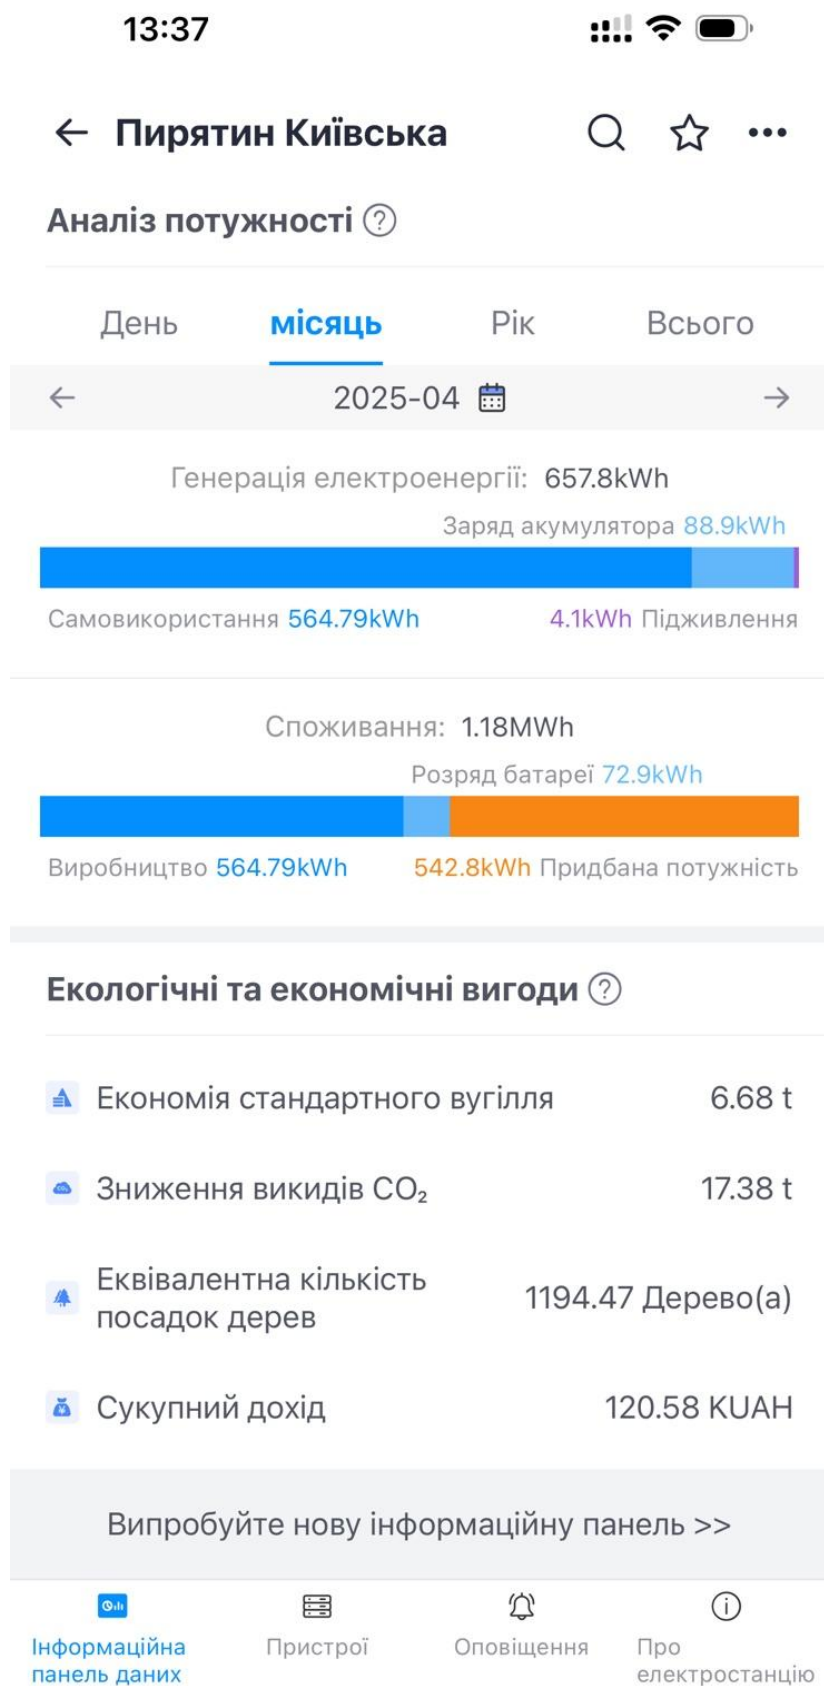 13:37
Пирятин Київська
Аналіз потужності
День місяць Рік Всього
2025-04
Генерація електроенергії: 657.8kWh
Заряд акумулятора 88.9kWh
Самовикористання 564.79kWh 4.1kWh Підживлення
Споживання: 1.18MWh
Розряд батареї 72.9kWh
Виробництво 564.79kWh 542.8kWh Придбана потужність
Екологічні та економічні вигоди
Економія стандартного вугілля 6.68 t
Зниження викидів CO₂ 17.38 t
Еквівалентна кількість
посадок дерев 1194.47 Дерево(а)
Сукупний дохід 120.58 KUAH
Випробуйте нову інформаційну панель >>
Інформаційна
панель даних
Пристрої
Оповіщення
Про
електростанцію